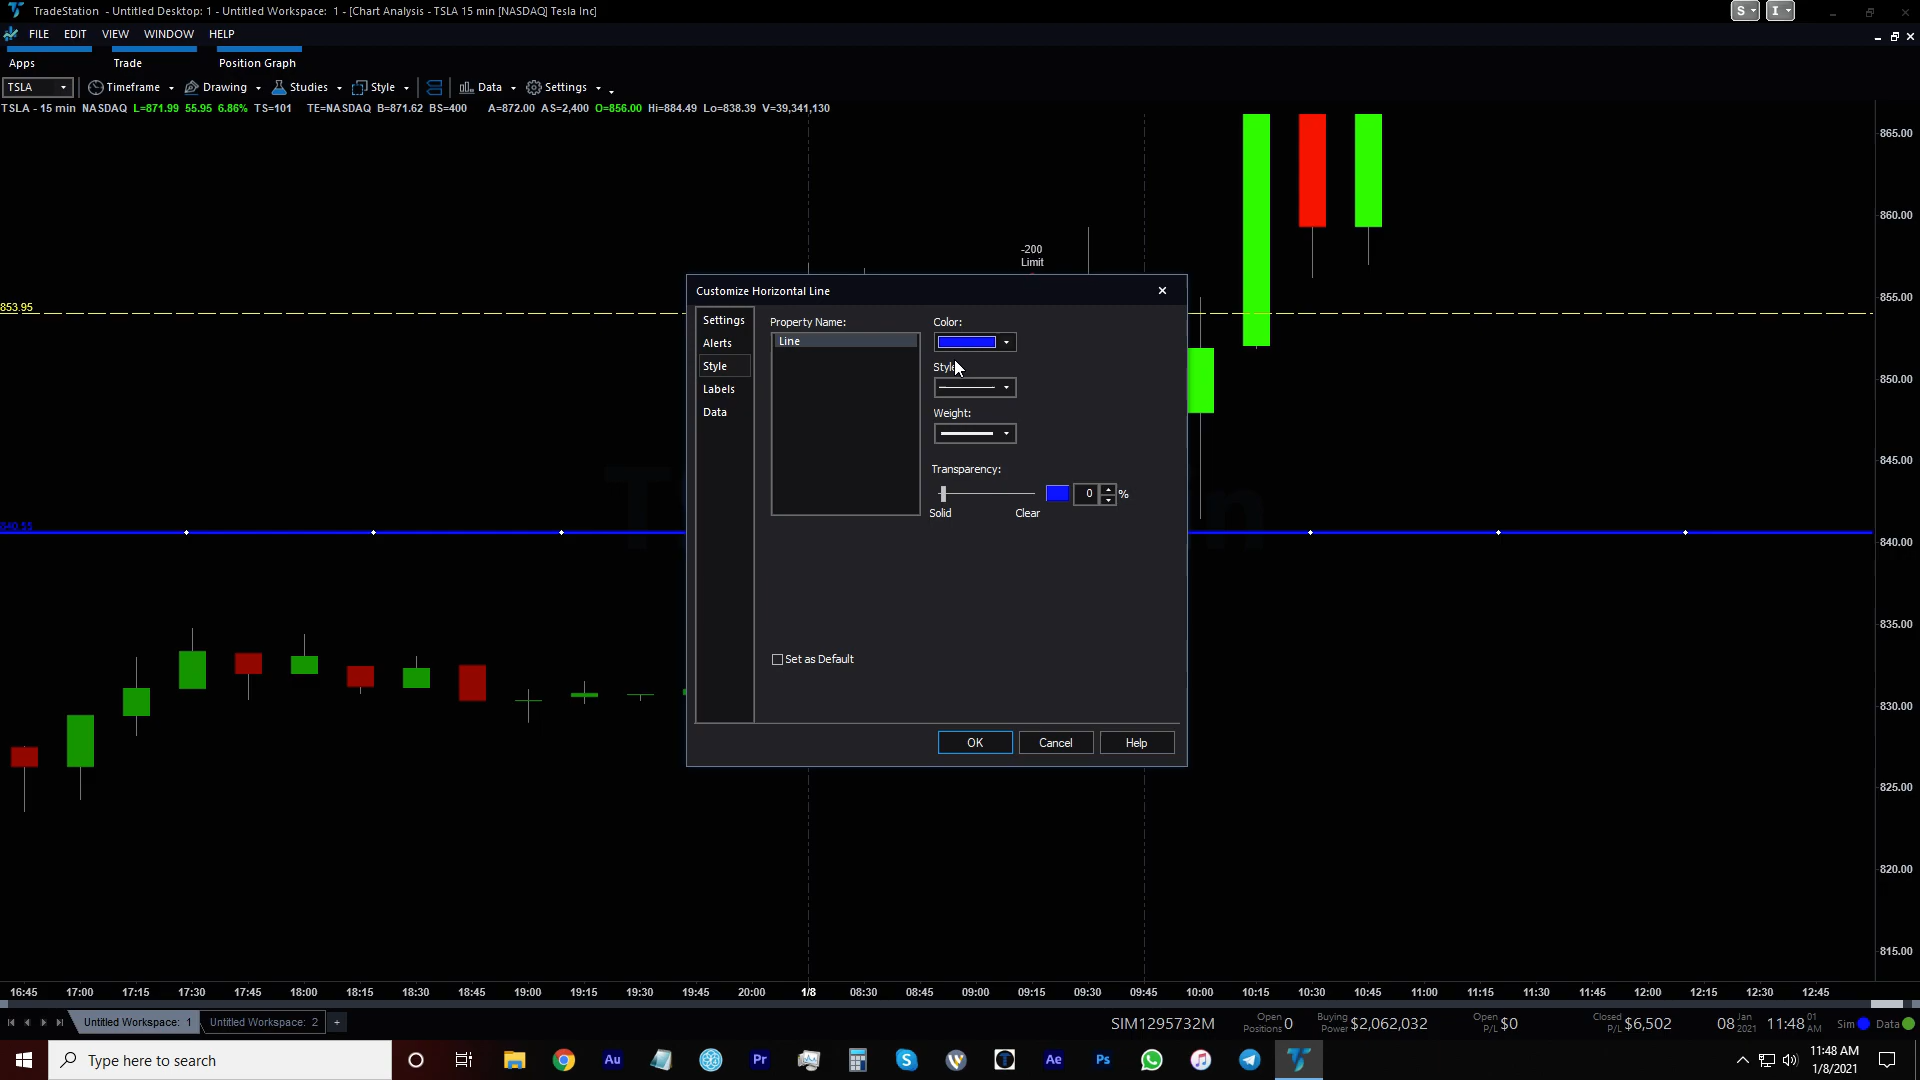 TradeStation - Untitled Desktop: 1 - Untitled Workspace: 1 - [Chart Analysis - TSLA 15 min [NASDAQ] Tesla Inc]
S I
FILE EDIT VIEW WINDOW HELP
Apps Trade Position Graph
TSLA Timeframe Drawing Studies Style Data Settings
TSLA - 15 min NASDAQ L=871.99 55.95 6.86% TS=101 TE=NASDAQ B=871.62 BS=400 A=872.00 AS=2,400 O=856.00 Hi=884.49 Lo=838.39 V=39,341,130
865.00
860.00
-200
Limit
855.00
853.95
Customize Horizontal Line
Settings
Alerts
Style
Labels
Data
Property Name:
Line
Color:
Style:
Weight:
Transparency:
0 %
Solid Clear
Set as Default
OK Cancel Help
850.00
845.00
840.55
840.00
835.00
830.00
825.00
820.00
815.00
16:45 17:00 17:15 17:30 17:45 18:00 18:15 18:30 18:45 19:00 19:15 19:30 19:45 20:00 1/8 08:30 08:45 09:00 09:15 09:30 09:45 10:00 10:15 10:30 10:45 11:00 11:15 11:30 11:45 12:00 12:15 12:30 12:45
Untitled Workspace: 1 Untitled Workspace: 2 +
SIM1295732M Open Positions 0 Buying Power $2,062,032 Open P/L $0 Closed P/L $6,502 08 Jan 2021 11:48 01 AM Sim Data
Type here to search
Au Pr Ae Ps
11:48 AM
1/8/2021